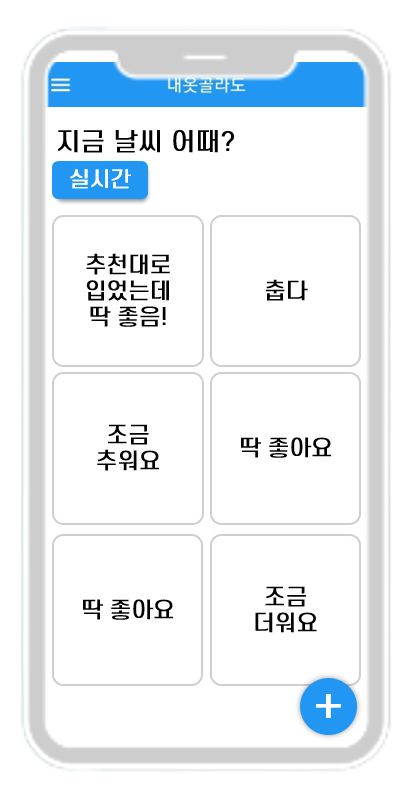 내옷골라도
지금 날씨 어때?
실시간
추천대로
입었는데
딱 좋음!
춥다
조금
추워요
딱 좋아요
딱 좋아요
조금
더워요